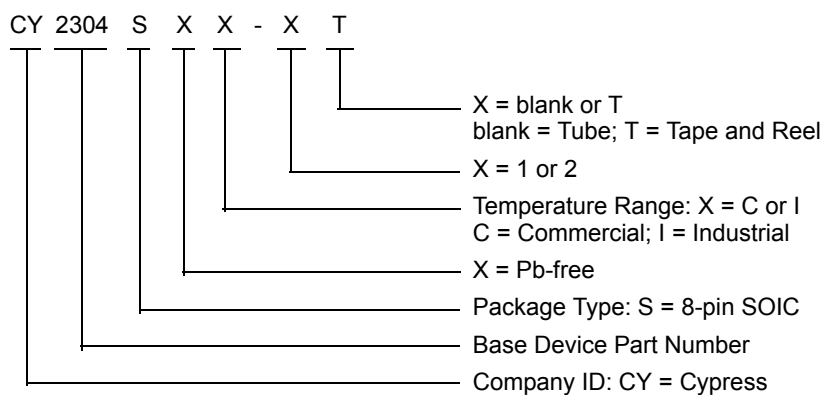 CY 2304 S X X - X T
X = blank or T
blank = Tube; T = Tape and Reel
X = 1 or 2
Temperature Range: X = C or I
C = Commercial; I = Industrial
X = Pb-free
Package Type: S = 8-pin SOIC
Base Device Part Number
Company ID: CY = Cypress